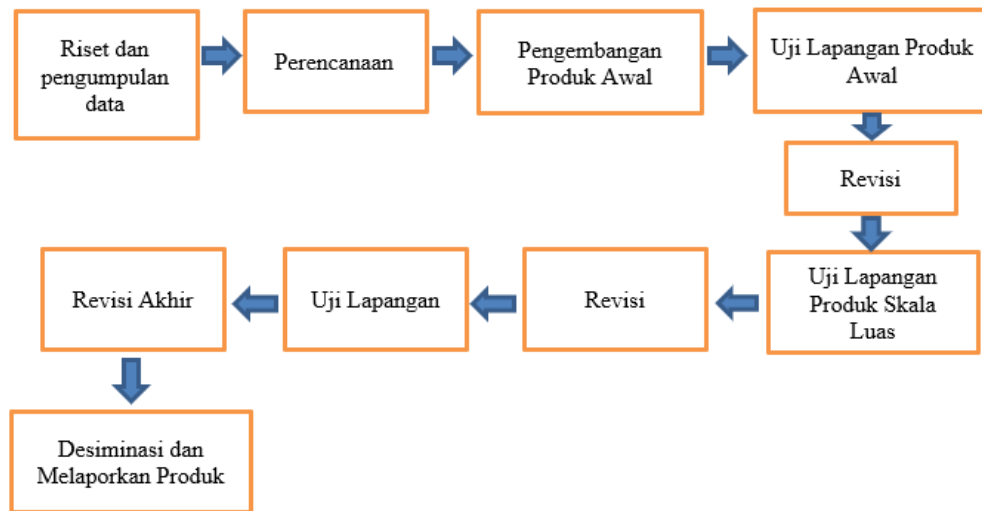 Riset dan
pengumpulan
data
Perencanaan
Pengembangan
Produk Awal
Uji Lapangan Produk
Awal
Revisi
Uji Lapangan
Produk Skala
Luas
Revisi
Uji Lapangan
Revisi Akhir
Desiminasi dan
Melaporkan Produk